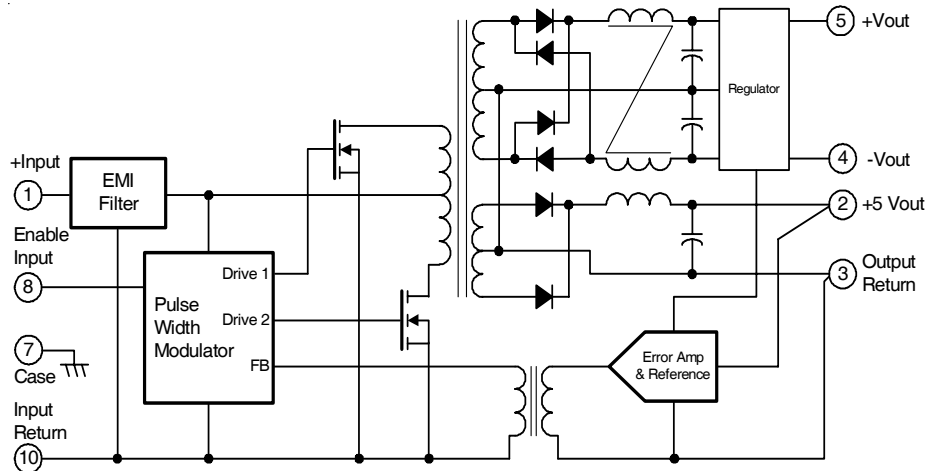 5 +Vout
Regulator
+Input
1
EMI
Filter
4 -Vout
2 +5 Vout
Enable
Input
8
Drive 1
Pulse
Width
Modulator
Drive 2
FB
3 Output
Return
7
Case
Error Amp
& Reference
Input
Return
10